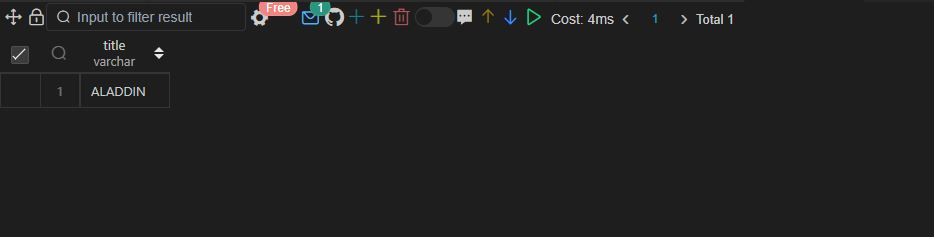 Input to filter result
Free
1
Cost: 4ms
1
Total 1
title
varchar
1
ALADDIN